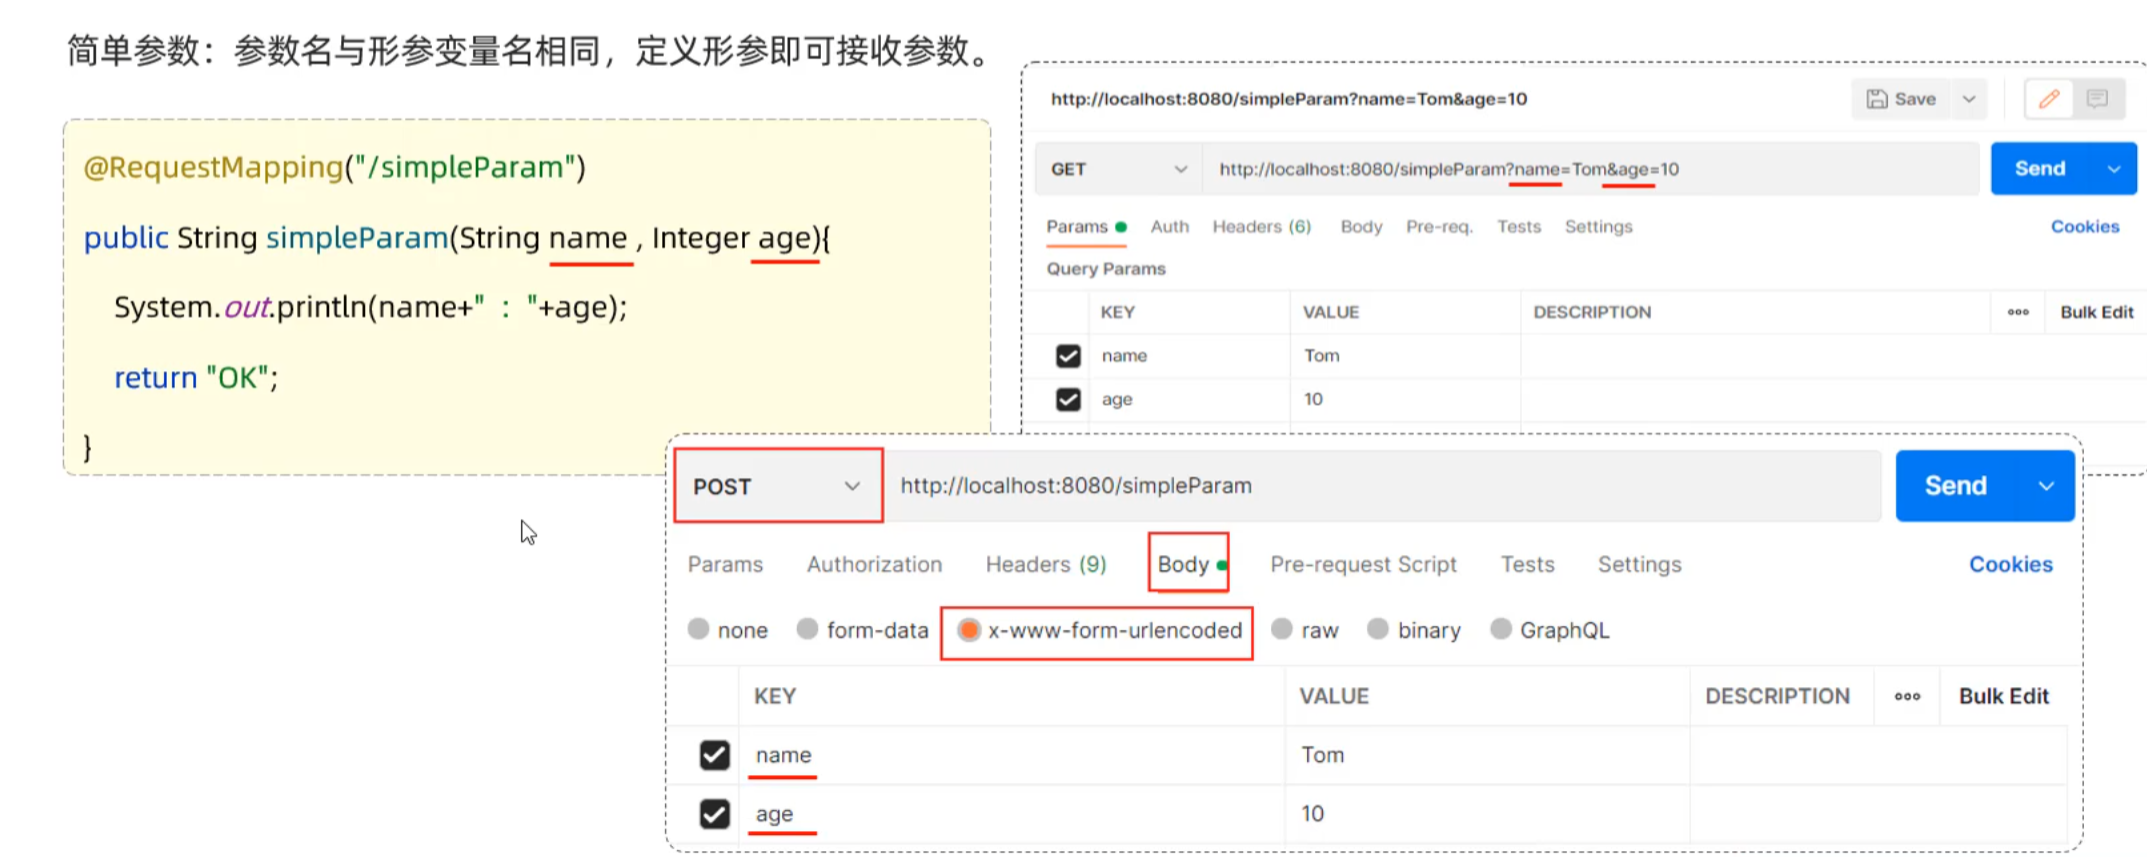 简单参数：参数名与形参变量名相同，定义形参即可接收参数。
@RequestMapping("/simpleParam")
public String simpleParam(String name , Integer age){
System.out.println(name+" : "+age);
return "OK";
}
http://localhost:8080/simpleParam?name=Tom&age=10
Save
GET
http://localhost:8080/simpleParam?name=Tom&age=10
Send
Params Auth Headers (6) Body Pre-req. Tests Settings Cookies
Query Params
KEY VALUE DESCRIPTION ooo Bulk Edit
name Tom
age 10
POST http://localhost:8080/simpleParam Send
Params Authorization Headers (9) Body Pre-request Script Tests Settings Cookies
none form-data x-www-form-urlencoded raw binary GraphQL
KEY VALUE DESCRIPTION ooo Bulk Edit
name Tom
age 10